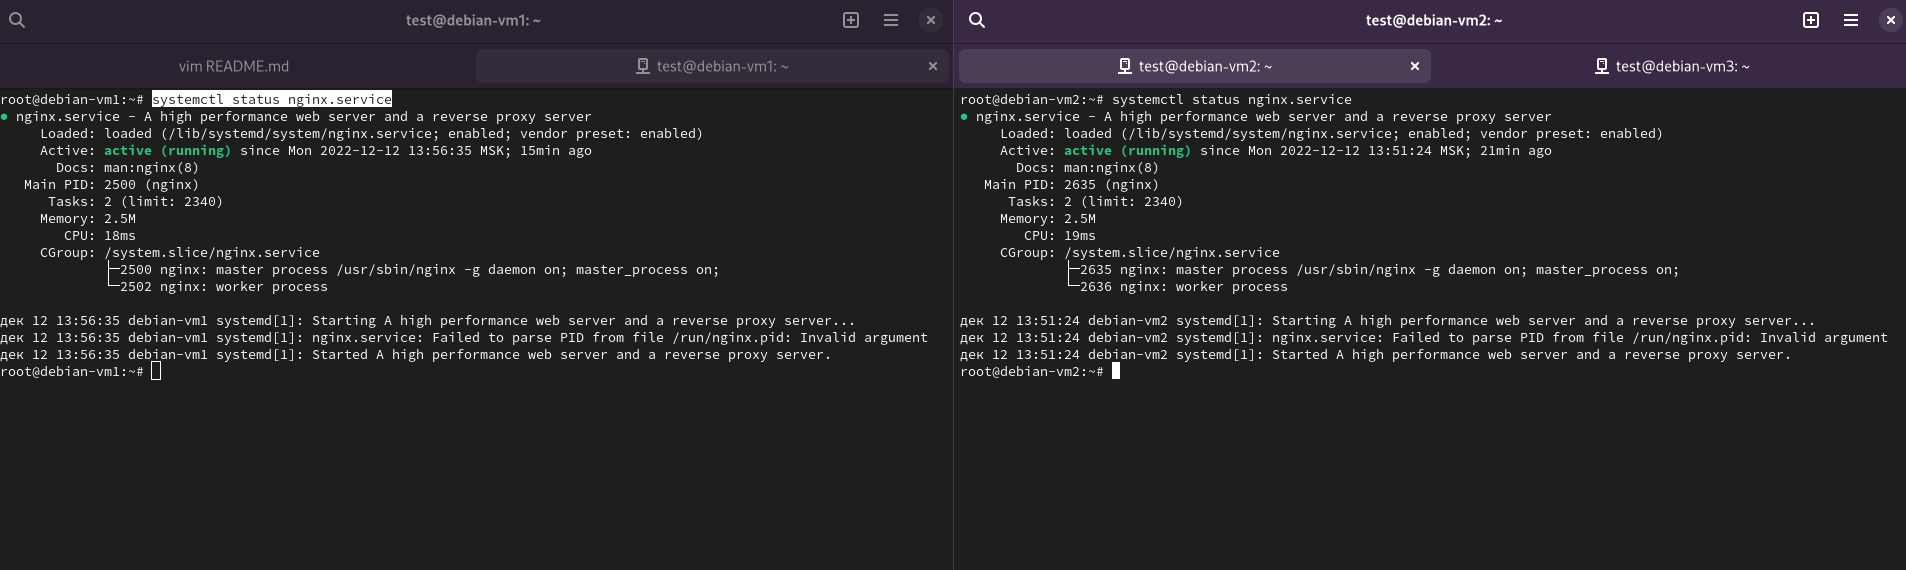 test@debian-vm1: ~
vim README.md
test@debian-vm1: ~
root@debian-vm1:~# systemctl status nginx.service
● nginx.service - A high performance web server and a reverse proxy server
     Loaded: loaded (/lib/systemd/system/nginx.service; enabled; vendor preset: enabled)
     Active: active (running) since Mon 2022-12-12 13:56:35 MSK; 15min ago
       Docs: man:nginx(8)
   Main PID: 2500 (nginx)
      Tasks: 2 (limit: 2340)
     Memory: 2.5M
        CPU: 18ms
     CGroup: /system.slice/nginx.service
             ├─2500 nginx: master process /usr/sbin/nginx -g daemon on; master_process on;
             └─2502 nginx: worker process
дек 12 13:56:35 debian-vm1 systemd[1]: Starting A high performance web server and a reverse proxy server...
дек 12 13:56:35 debian-vm1 systemd[1]: nginx.service: Failed to parse PID from file /run/nginx.pid: Invalid argument
дек 12 13:56:35 debian-vm1 systemd[1]: Started A high performance web server and a reverse proxy server.
root@debian-vm1:~#
test@debian-vm2: ~
test@debian-vm2: ~
test@debian-vm3: ~
root@debian-vm2:~# systemctl status nginx.service
● nginx.service - A high performance web server and a reverse proxy server
     Loaded: loaded (/lib/systemd/system/nginx.service; enabled; vendor preset: enabled)
     Active: active (running) since Mon 2022-12-12 13:51:24 MSK; 21min ago
       Docs: man:nginx(8)
   Main PID: 2635 (nginx)
      Tasks: 2 (limit: 2340)
     Memory: 2.5M
        CPU: 19ms
     CGroup: /system.slice/nginx.service
             ├─2635 nginx: master process /usr/sbin/nginx -g daemon on; master_process on;
             └─2636 nginx: worker process
дек 12 13:51:24 debian-vm2 systemd[1]: Starting A high performance web server and a reverse proxy server...
дек 12 13:51:24 debian-vm2 systemd[1]: nginx.service: Failed to parse PID from file /run/nginx.pid: Invalid argument
дек 12 13:51:24 debian-vm2 systemd[1]: Started A high performance web server and a reverse proxy server.
root@debian-vm2:~#